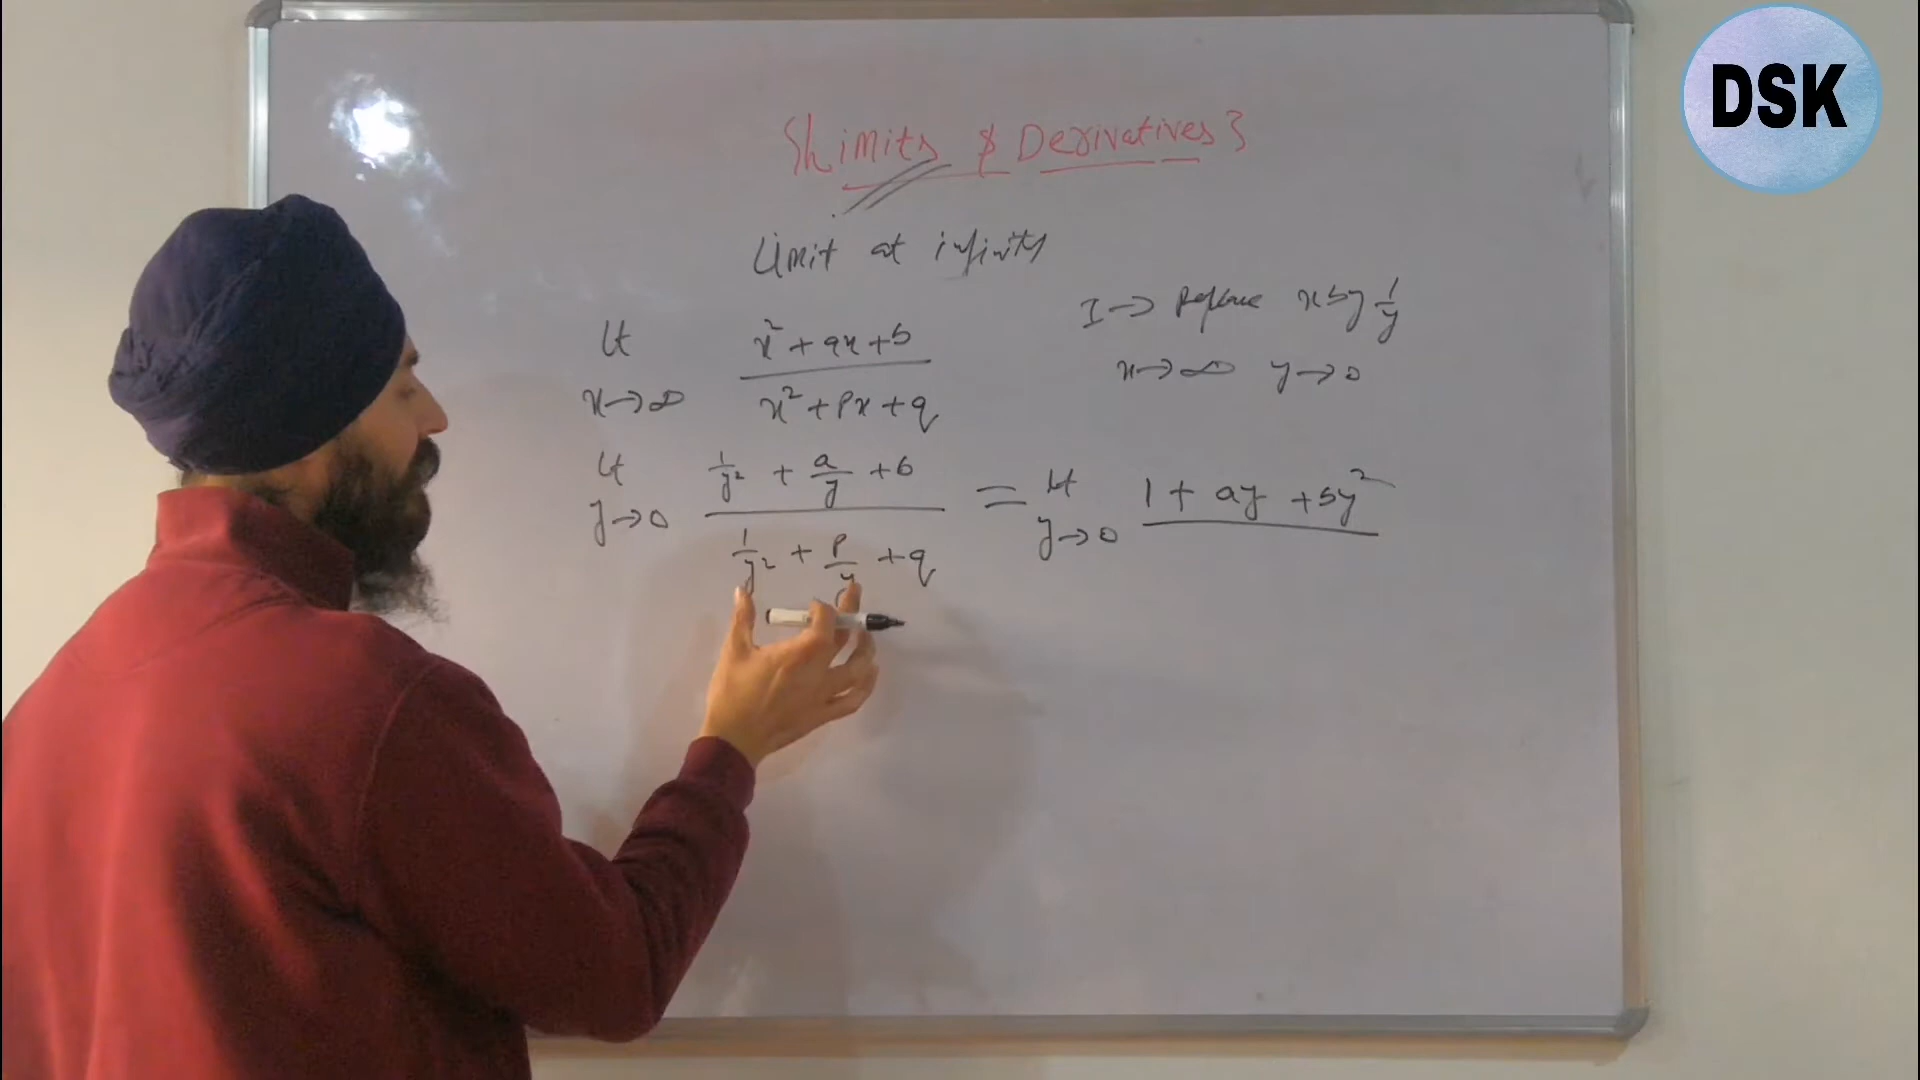 DSK
{Limits & Derivatives}
Limit at infinity
I → Replace x by 1/y
x → ∞ y → 0
Lt x → ∞ (x² + ax + b) / (x² + px + q)
Lt y → 0 (1/y² + a/y + b) / (1/y² + p/y + q) = Lt y → 0 1 + ay + by²